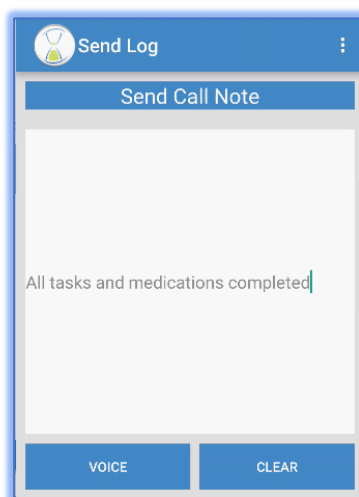 Send Log
Send Call Note
All tasks and medications completed
VOICE CLEAR